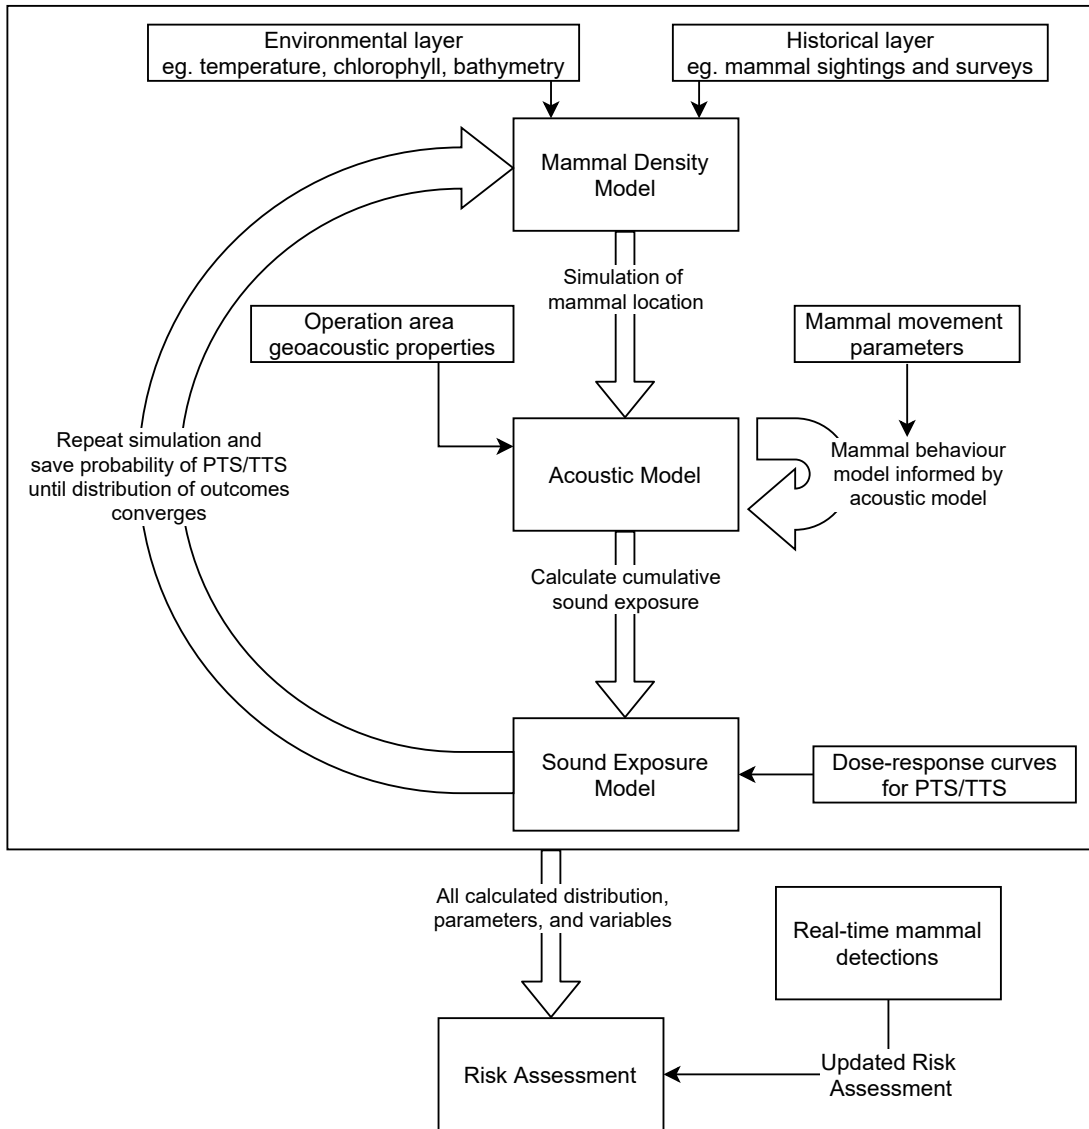 Environmental layer
eg. temperature, chlorophyll, bathymetry
Historical layer
eg. mammal sightings and surveys
Mammal Density
Model
Simulation of
mammal location
Operation area
geoacoustic properties
Mammal movement
parameters
Repeat simulation and
save probability of PTS/TTS
until distribution of outcomes
converges
Acoustic Model
Mammal behaviour
model informed by
acoustic model
Calculate cumulative
sound exposure
Sound Exposure
Model
Dose-response curves
for PTS/TTS
All calculated distribution,
parameters, and variables
Real-time mammal
detections
Risk Assessment
Updated Risk
Assessment